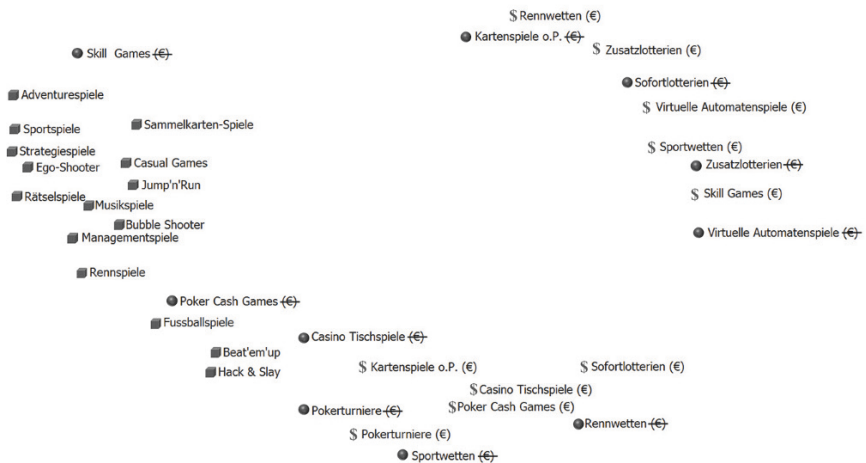 $ Rennwetten (€)
Kartenspiele o.P. (€)
$ Zusatzlotterien (€)
Skill Games (€)
Sofortlotterien (€)
Adventurespiele
$ Virtuelle Automatenspiele (€)
Sportspiele
Sammelkarten-Spiele
$ Sportwetten (€)
Strategiespiele
Casual Games
Zusatzlotterien (€)
Ego-Shooter
Jump'n'Run
$ Skill Games (€)
Rätselspiele
Musikspiele
Bubble Shooter
Virtuelle Automatenspiele (€)
Managementspiele
Rennspiele
Poker Cash Games (€)
Fussballspiele
Casino Tischspiele (€)
Beat'em'up
$ Kartenspiele o.P. (€)
$ Sofortlotterien (€)
Hack & Slay
$ Casino Tischspiele (€)
$ Poker Cash Games (€)
Pokerturniere (€)
Rennwetten (€)
$ Pokerturniere (€)
Sportwetten (€)